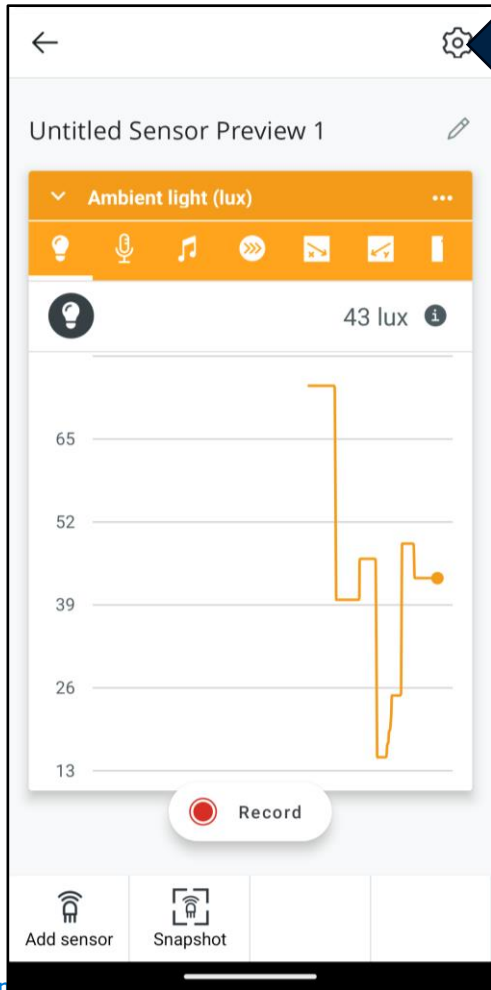 Untitled Sensor Preview 1
Ambient light (lux)
43 lux
65
52
39
26
13
Record
Add sensor
Snapshot